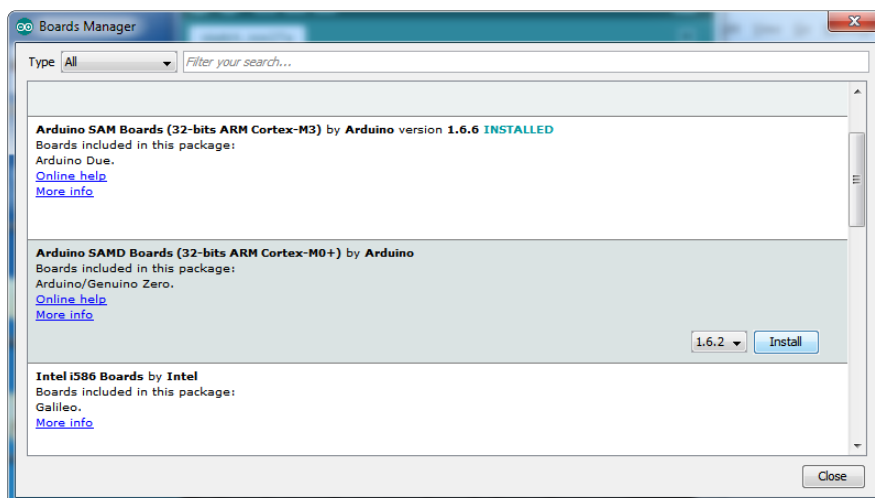 Boards Manager
Type All Filter your search...
Arduino SAM Boards (32-bits ARM Cortex-M3) by Arduino version 1.6.6 INSTALLED
Boards included in this package:
Arduino Due.
Online help
More info
Arduino SAMD Boards (32-bits ARM Cortex-M0+) by Arduino
Boards included in this package:
Arduino/Genuino Zero.
Online help
More info
1.6.2 Install
Intel i586 Boards by Intel
Boards included in this package:
Galileo.
More info
Close